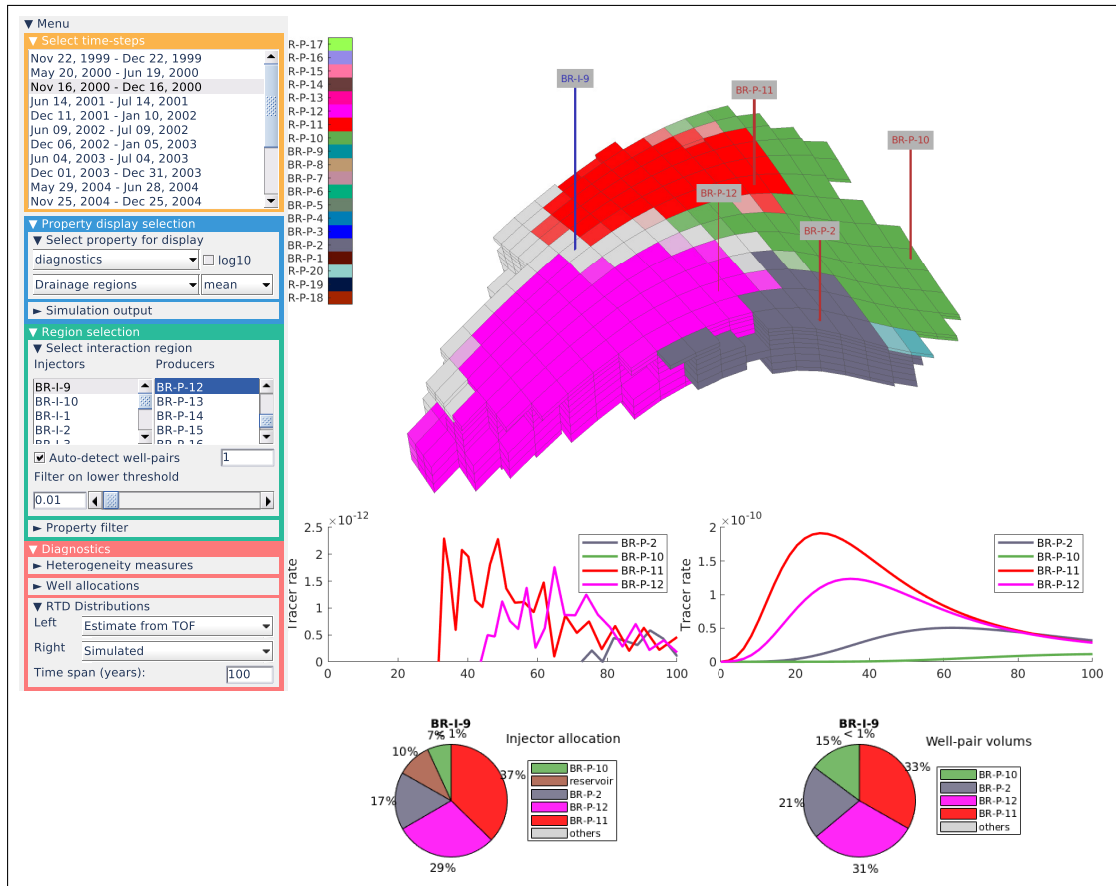 ▼ Menu
▼ Select time-steps
Nov 22, 1999 - Dec 22, 1999
May 20, 2000 - Jun 19, 2000
Nov 16, 2000 - Dec 16, 2000
Jun 14, 2001 - Jul 14, 2001
Dec 11, 2001 - Jan 10, 2002
Jun 09, 2002 - Jul 09, 2002
Dec 06, 2002 - Jan 05, 2003
Jun 04, 2003 - Jul 04, 2003
Dec 01, 2003 - Dec 31, 2003
May 29, 2004 - Jun 28, 2004
Nov 25, 2004 - Dec 25, 2004
▼ Property display selection
▼ Select property for display
diagnostics
log10
Drainage regions
mean
► Simulation output
▼ Region selection
▼ Select interaction region
Injectors
Producers
BR-I-9
BR-I-10
BR-I-1
BR-I-2
BR-I-3
BR-P-12
BR-P-13
BR-P-14
BR-P-15
BR-P-16
Auto-detect well-pairs
1
Filter on lower threshold
0.01
► Property filter
▼ Diagnostics
► Heterogeneity measures
► Well allocations
▼ RTD Distributions
Left
Estimate from TOF
Right
Simulated
Time span (years):
100
R-P-17
R-P-16
R-P-15
R-P-14
R-P-13
R-P-12
R-P-11
R-P-10
BR-P-9
BR-P-8
BR-P-7
BR-P-6
BR-P-5
BR-P-4
BR-P-3
BR-P-2
BR-P-1
R-P-20
R-P-19
R-P-18
BR-I-9
BR-P-11
BR-P-10
BR-P-12
BR-P-2
×10-12
2.5
2
1.5
1
0.5
0
Tracer rate
0
20
40
60
80
100
BR-P-2
BR-P-10
BR-P-11
BR-P-12
×10-10
2
1.5
1
0.5
0
Tracer rate
0
20
40
60
80
100
BR-P-2
BR-P-10
BR-P-11
BR-P-12
BR-I-9
7%
< 1%
10%
37%
17%
29%
Injector allocation
BR-P-10
reservoir
BR-P-2
BR-P-12
BR-P-11
others
BR-I-9
< 1%
15%
33%
21%
31%
Well-pair volums
BR-P-10
BR-P-2
BR-P-12
BR-P-11
others